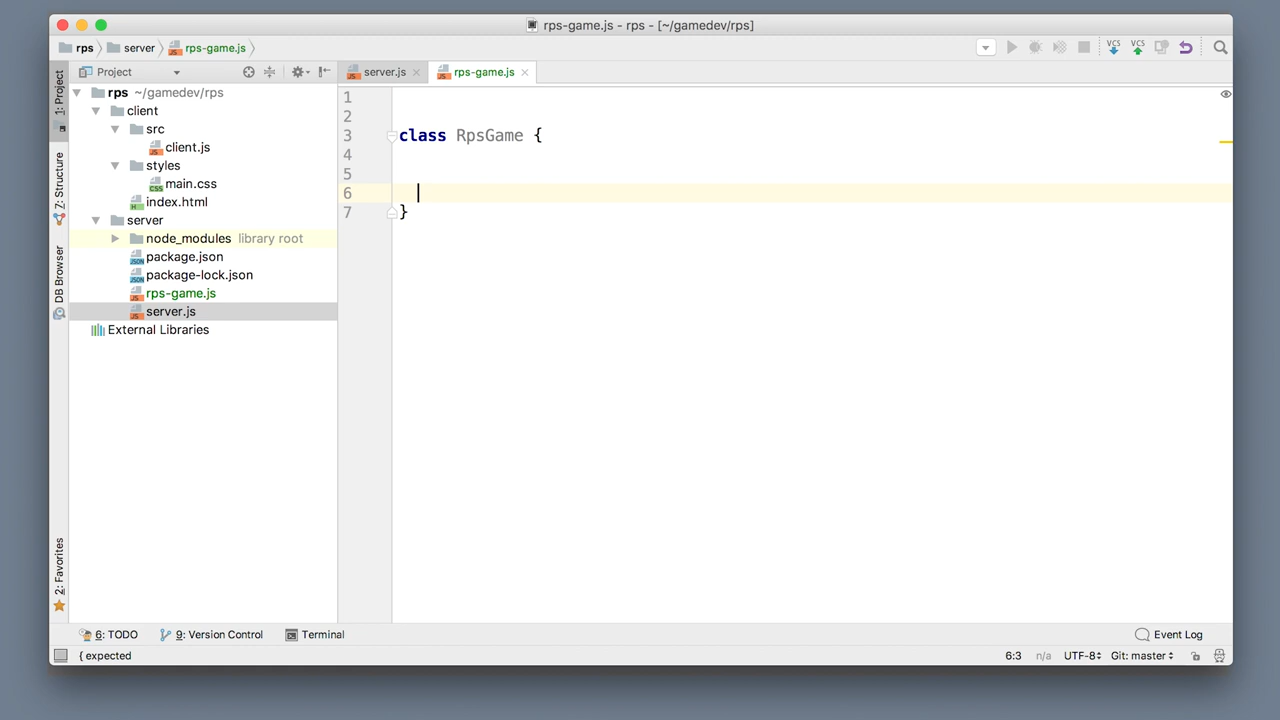 rps-game.js - rps - [~/gamedev/rps]
rps server rps-game.js
VCS VCS
1: Project
7: Structure
DB Browser
2: Favorites
Project
rps ~/gamedev/rps
client
src
client.js
styles
main.css
index.html
server
node_modules library root
package.json
package-lock.json
rps-game.js
server.js
External Libraries
server.js rps-game.js
1
2
3 class RpsGame {
4
5
6
7 }
6: TODO 9: Version Control Terminal Event Log
{ expected 6:3 n/a UTF-8 Git: master